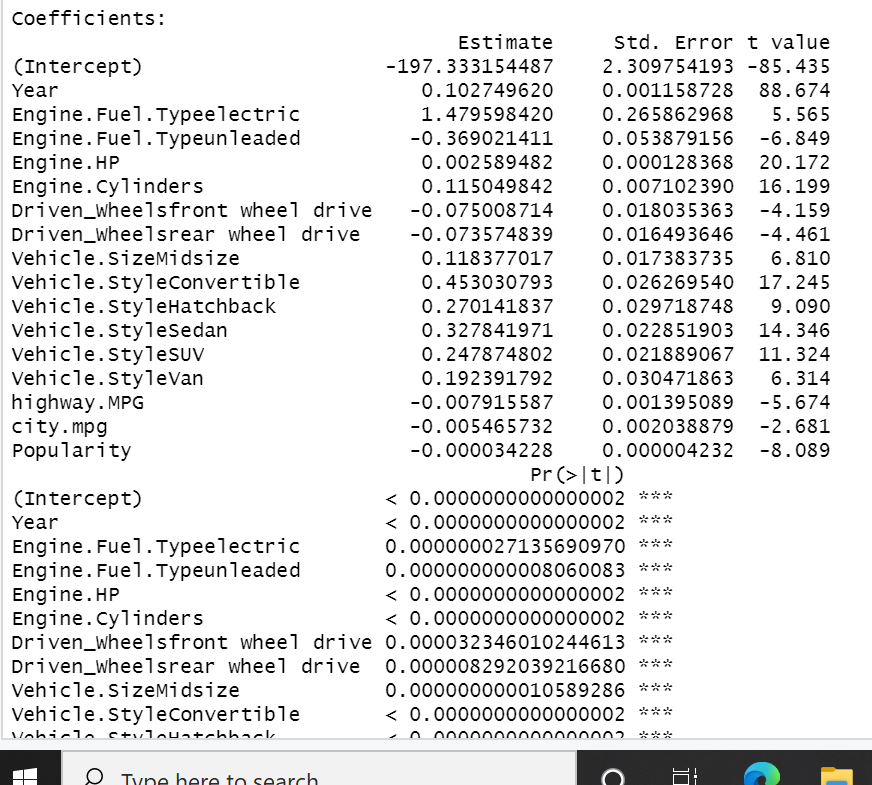 Coefficients:
Estimate Std. Error t value
(Intercept) -197.333154487 2.309754193 -85.435
Year 0.102749620 0.001158728 88.674
Engine.Fuel.Typeelectric 1.479598420 0.265862968 5.565
Engine.Fuel.Typeunleaded -0.369021411 0.053879156 -6.849
Engine.HP 0.002589482 0.000128368 20.172
Engine.Cylinders 0.115049842 0.007102390 16.199
Driven_Wheelsfront wheel drive -0.075008714 0.018035363 -4.159
Driven_Wheelsrear wheel drive -0.073574839 0.016493646 -4.461
Vehicle.SizeMidsize 0.118377017 0.017383735 6.810
Vehicle.StyleConvertible 0.453030793 0.026269540 17.245
Vehicle.StyleHatchback 0.270141837 0.029718748 9.090
Vehicle.StyleSedan 0.327841971 0.022851903 14.346
Vehicle.StyleSUV 0.247874802 0.021889067 11.324
Vehicle.StyleVan 0.192391792 0.030471863 6.314
highway.MPG -0.007915587 0.001395089 -5.674
city.mpg -0.005465732 0.002038879 -2.681
Popularity -0.000034228 0.000004232 -8.089
Pr(>|t|)
(Intercept) < 0.0000000000000002 ***
Year < 0.0000000000000002 ***
Engine.Fuel.Typeelectric 0.000000027135690970 ***
Engine.Fuel.Typeunleaded 0.000000000008060083 ***
Engine.HP < 0.0000000000000002 ***
Engine.Cylinders < 0.0000000000000002 ***
Driven_Wheelsfront wheel drive 0.000032346010244613 ***
Driven_Wheelsrear wheel drive 0.000008292039216680 ***
Vehicle.SizeMidsize 0.000000000010589286 ***
Vehicle.StyleConvertible < 0.0000000000000002 ***
Vehicle.StyleHatchback < 0.0000000000000002 ***
Type here to search